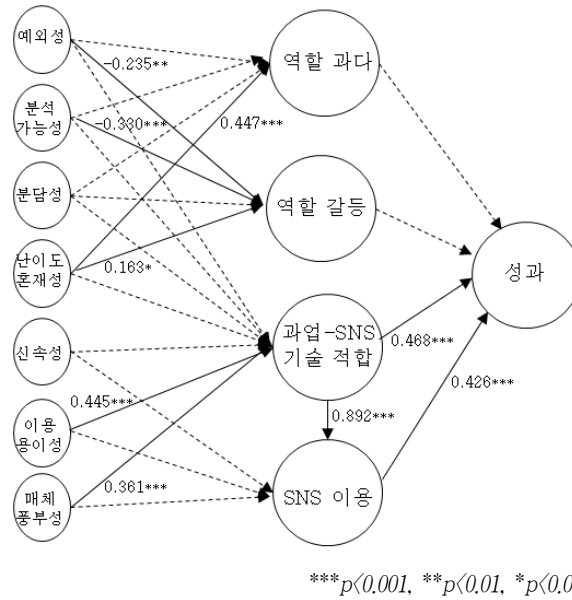 예외성
-0.235**
역할 과다
분석
가능성
-0.330***
0.447***
분담성
역할 갈등
난이도
혼재성
0.163*
성과
신속성
과업-SNS
기술 적합
0.468***
0.426***
이용
용이성
0.445***
0.892***
매체
풍부성
0.361***
SNS 이용
***p<0.001, **p<0.01, *p<0.0